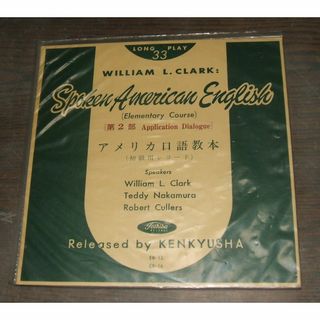 LONG PLAY
33
WILLIAM L. CLARK:
Spoken American English
(Elementary Course)
[第2部 Application Dialogue]
アメリカ口語教本
(初級用レコード)
Speakers
William L. Clark
Teddy Nakamura
Robert Cullers
Toshiba
Released by KENKYUSHA